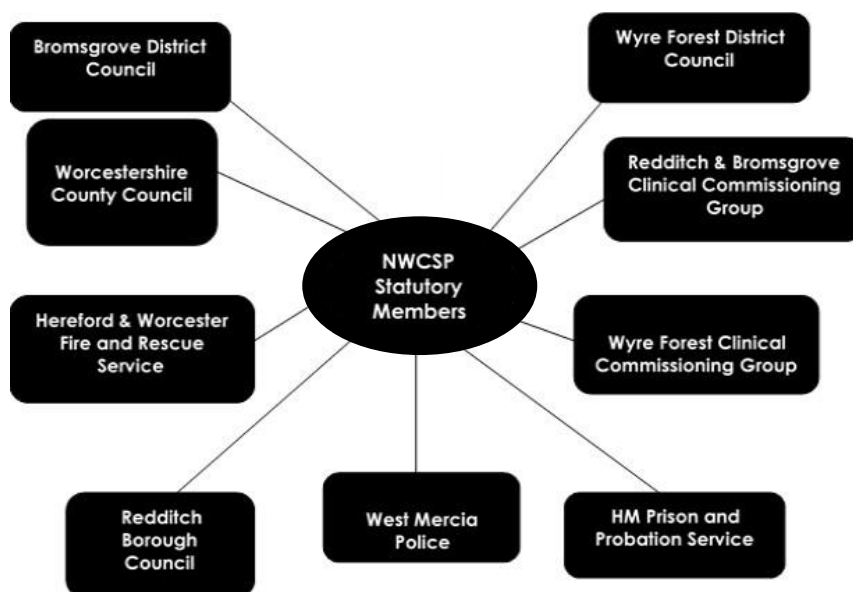 Bromsgrove District
Council
Wyre Forest District
Council
Worcestershire
County Council
Redditch & Bromsgrove
Clinical Commissioning
Group
NWCSP
Statutory
Members
Hereford & Worcester
Fire and Rescue
Service
Wyre Forest Clinical
Commissioning Group
Redditch
Borough
Council
West Mercia
Police
HM Prison and
Probation Service